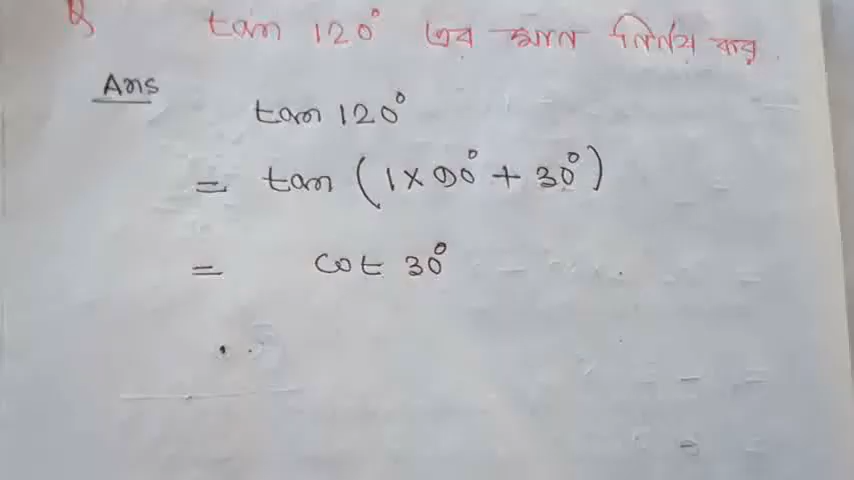 Q tan 120° এর মান নির্ণয় কর
Ans
tan 120°
= tan (1 × 90° + 30°)
= cot 30°